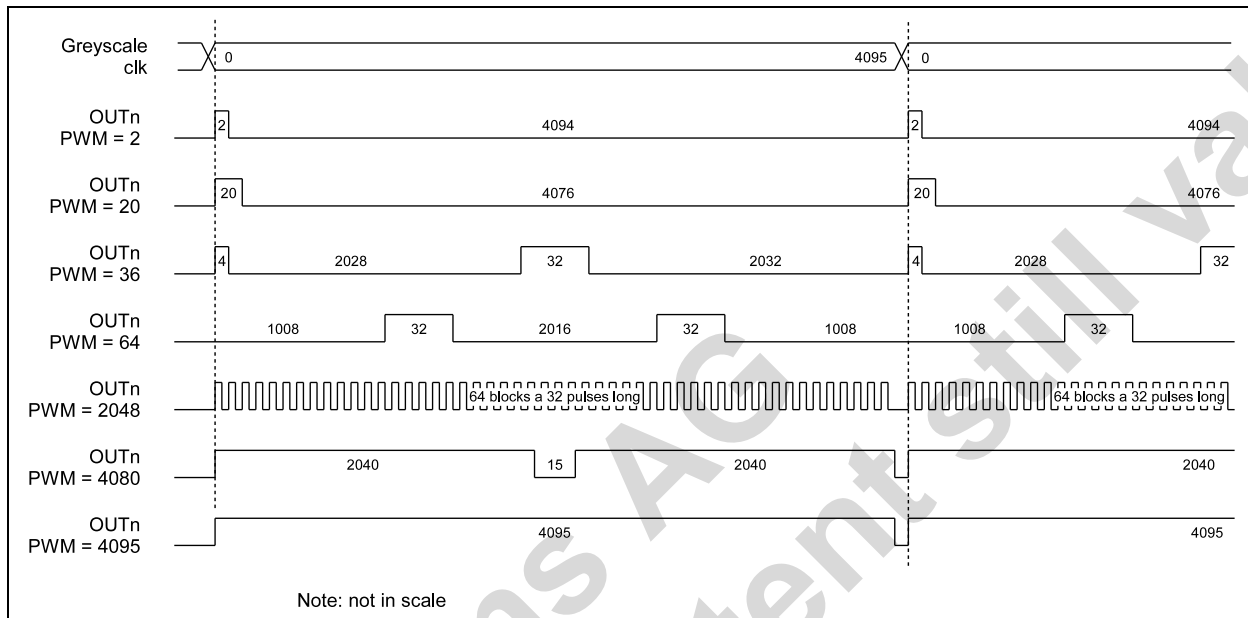 Greyscale
clk
0 4095 0
OUTn
PWM = 2
2 4094 2 4094
OUTn
PWM = 20
20 4076 20 4076
OUTn
PWM = 36
4 2028 32 2032 4 2028 32
OUTn
PWM = 64
1008 32 2016 32 1008 1008 32
OUTn
PWM = 2048
64 blocks a 32 pulses long 64 blocks a 32 pulses long
OUTn
PWM = 4080
2040 15 2040 2040
OUTn
PWM = 4095
4095 4095
Note: not in scale
AG
still